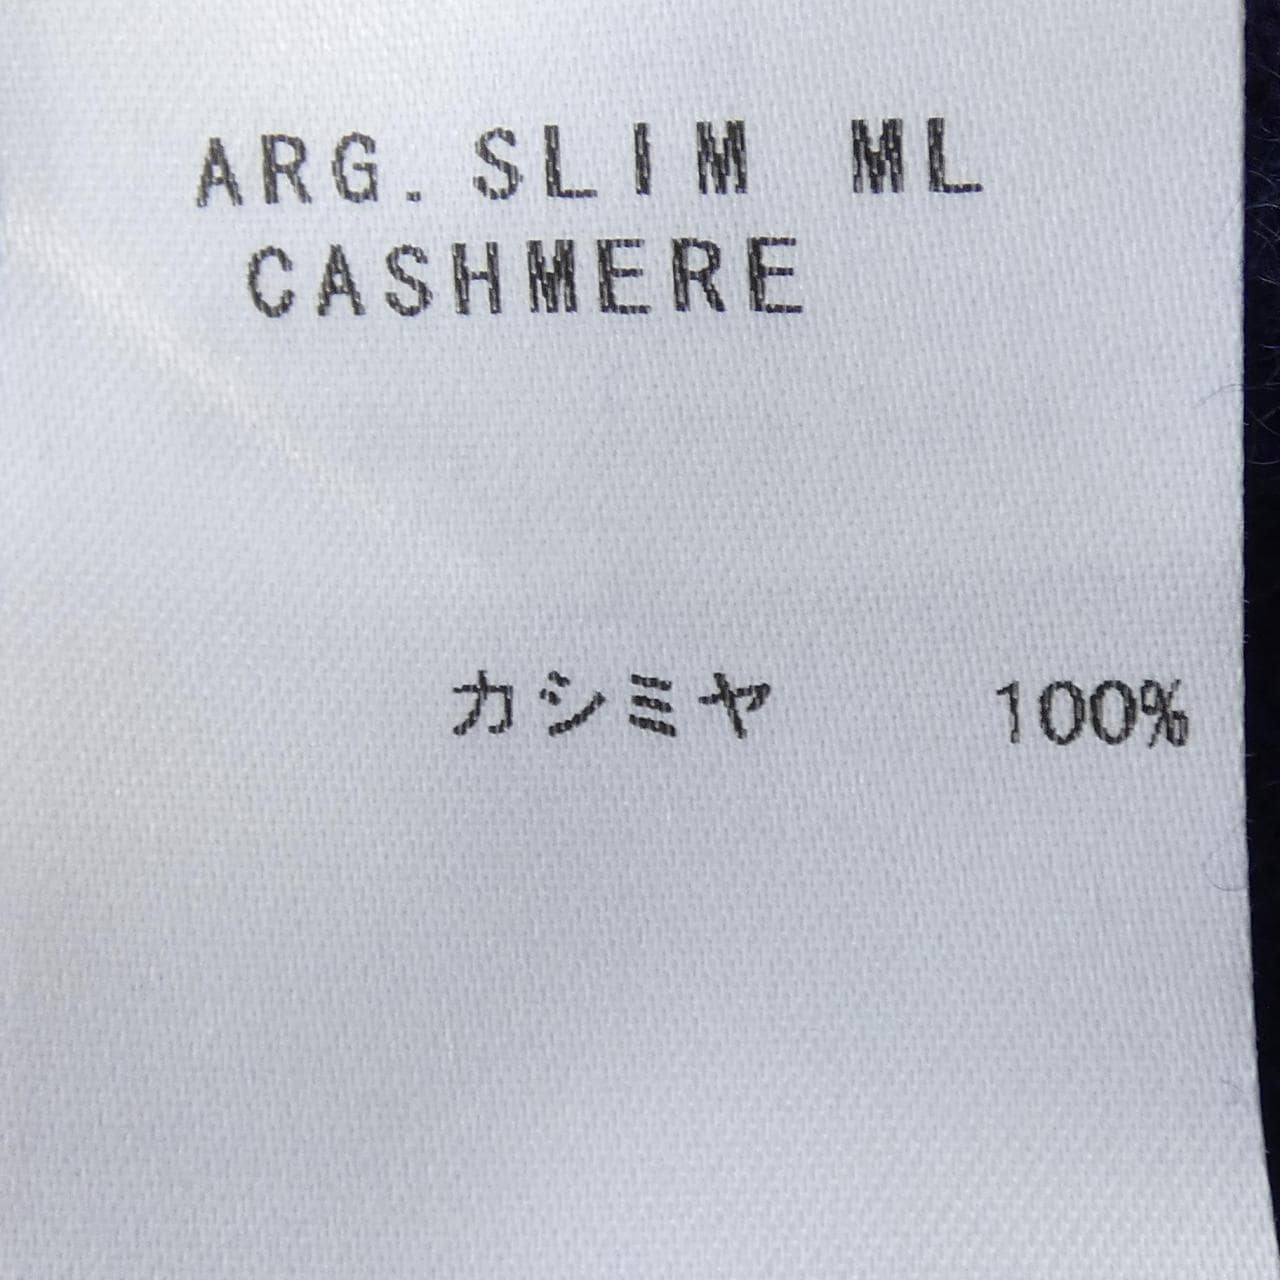 ARG. SLIM ML
CASHMERE
カシミヤ 100%